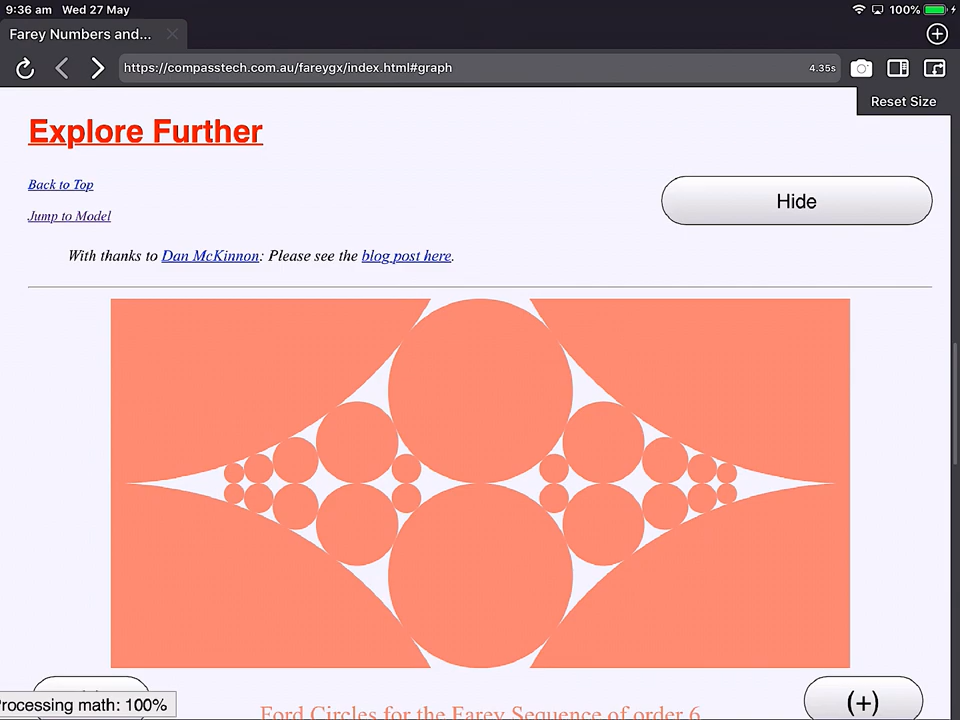 9:36 am Wed 27 May 100%
Farey Numbers and...
https://compasstech.com.au/fareygx/index.html#graph 4.35s
Reset Size
Explore Further
Back to Top
Hide
Jump to Model
With thanks to Dan McKinnon: Please see the blog post here.
rocessing math: 100%
(+)
Ford Circles for the Farey Sequence of order 6